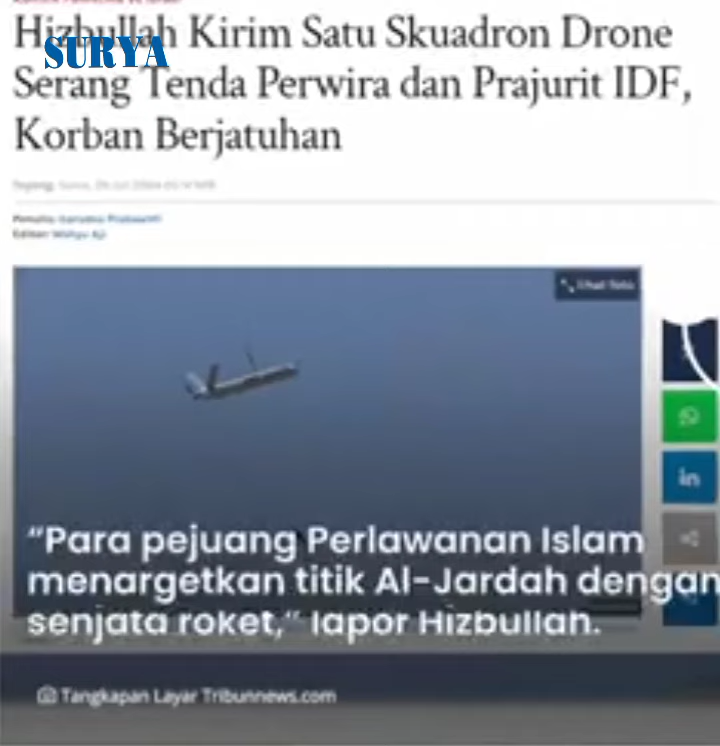 Hizbullah Kirim Satu Skuadron Drone
SURYA
Serang Tenda Perwira dan Prajurit IDF,
Korban Berjatuhan
Lihat Foto
in
“Para pejuang Perlawanan Islam
menargetkan titik Al-Jardah dengan
senjata roket,” lapor Hizbullah.
Tangkapan Layar Tribunnews.com